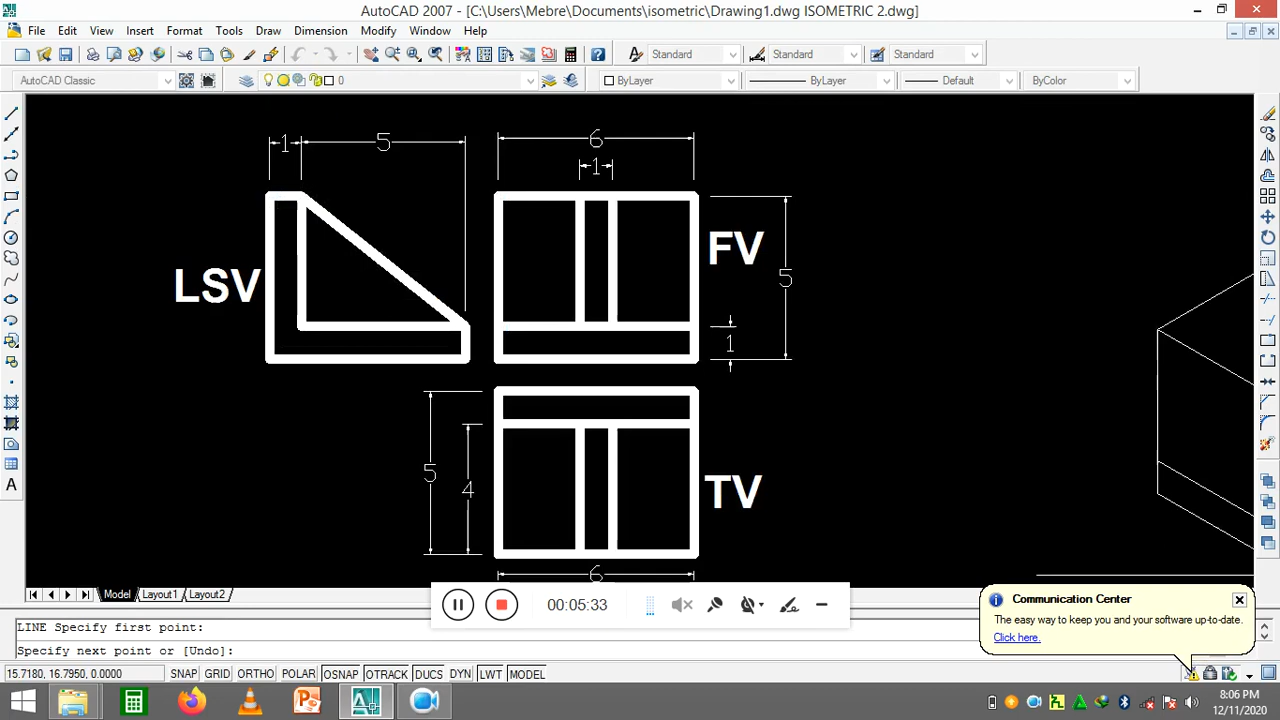 AutoCAD 2007 - [C:\Users\Mebre\Documents\isometric\Drawing1.dwg ISOMETRIC 2.dwg]
File Edit View Insert Format Tools Draw Dimension Modify Window Help
Standard Standard Standard
AutoCAD Classic 0 ByLayer ByLayer Default ByColor
1 5 6
1
LSV FV 5
1
5 4 TV
6
Model Layout1 Layout2
00:05:33
Communication Center
The easy way to keep you and your software up-to-date.
Click here.
LINE Specify first point:
Specify next point or [Undo]:
15.7180, 16.7950, 0.0000 SNAP GRID ORTHO POLAR OSNAP OTRACK DUCS DYN LWT MODEL
8:06 PM
12/11/2020